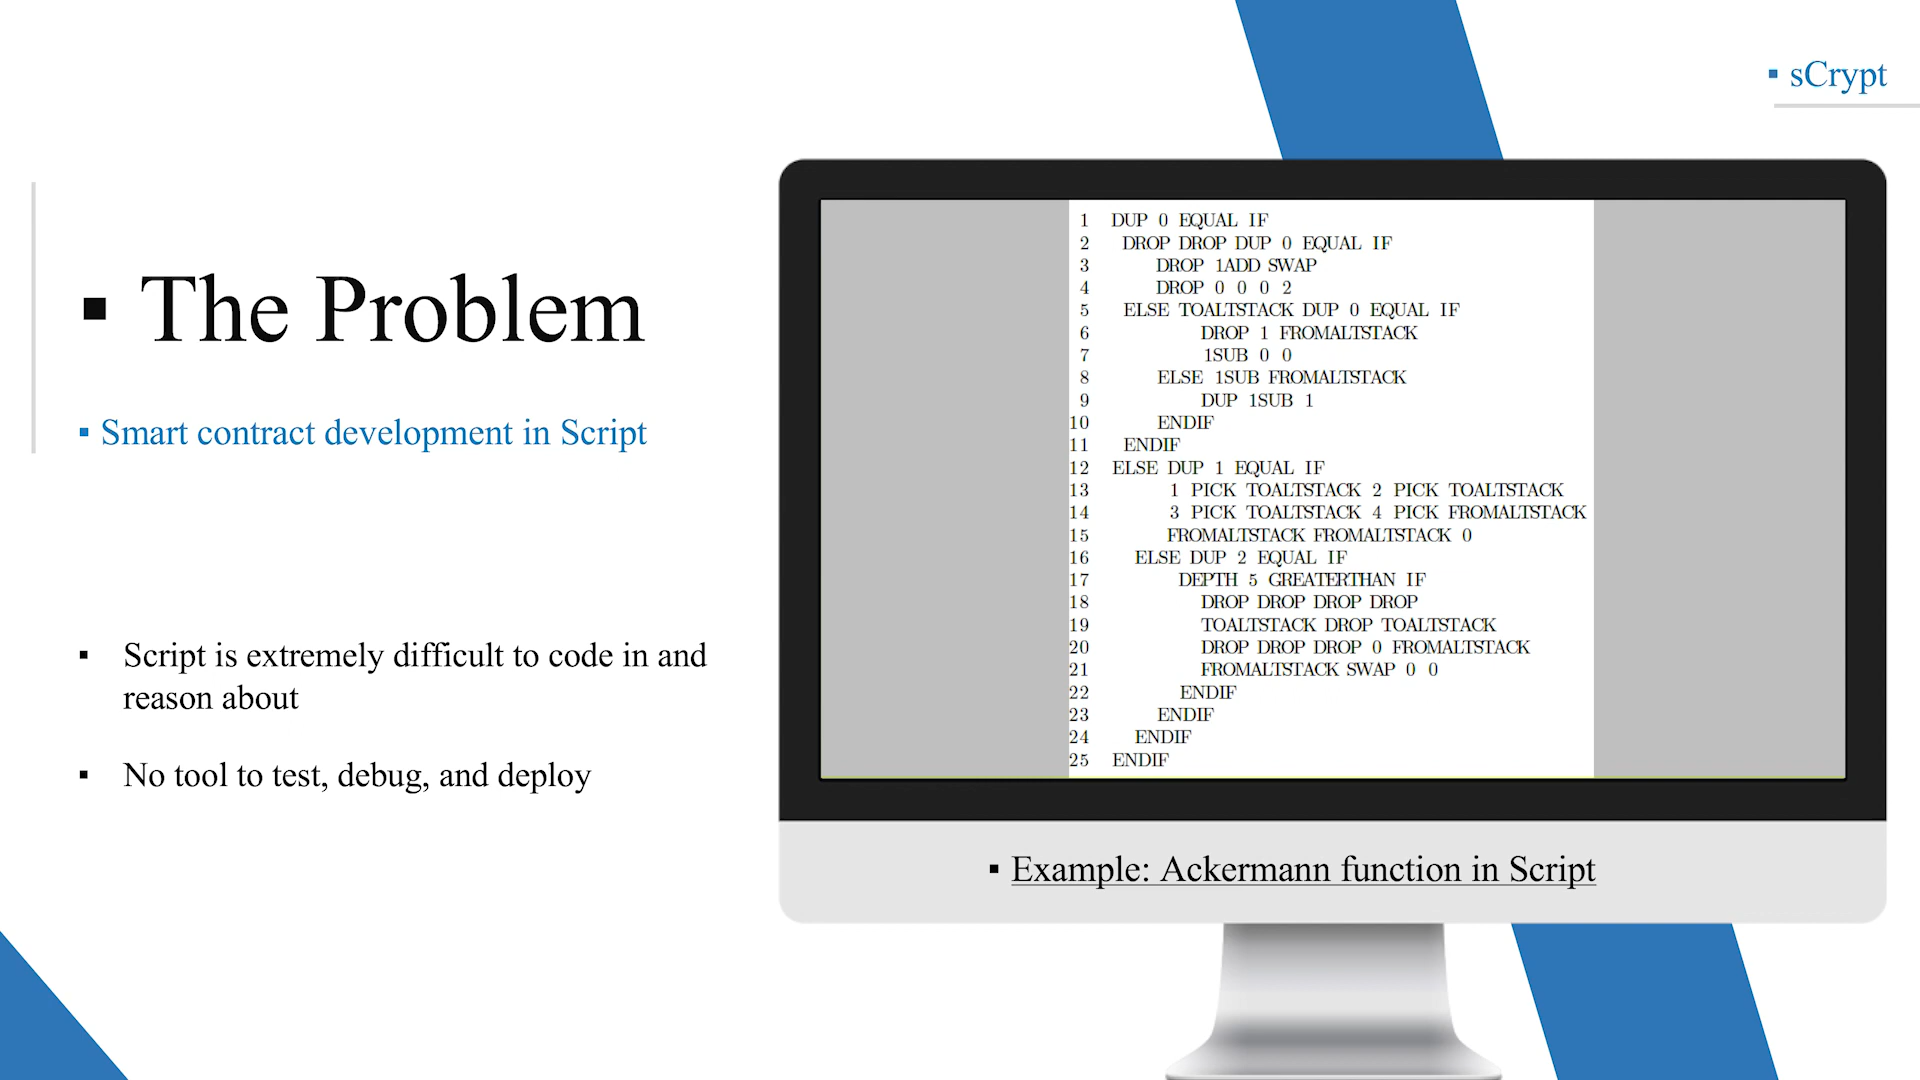 ▪ sCrypt
▪ The Problem
▪ Smart contract development in Script
▪ Script is extremely difficult to code in and
reason about
▪ No tool to test, debug, and deploy
1 DUP 0 EQUAL IF
2 DROP DROP DUP 0 EQUAL IF
3 DROP 1ADD SWAP
4 DROP 0 0 0 2
5 ELSE TOALTSTACK DUP 0 EQUAL IF
6 DROP 1 FROMALTSTACK
7 1SUB 0 0
8 ELSE 1SUB FROMALTSTACK
9 DUP 1SUB 1
10 ENDIF
11 ENDIF
12 ELSE DUP 1 EQUAL IF
13 1 PICK TOALTSTACK 2 PICK TOALTSTACK
14 3 PICK TOALTSTACK 4 PICK FROMALTSTACK
15 FROMALTSTACK FROMALTSTACK 0
16 ELSE DUP 2 EQUAL IF
17 DEPTH 5 GREATERTHAN IF
18 DROP DROP DROP DROP
19 TOALTSTACK DROP TOALTSTACK
20 DROP DROP DROP 0 FROMALTSTACK
21 FROMALTSTACK SWAP 0 0
22 ENDIF
23 ENDIF
24 ENDIF
25 ENDIF
▪ Example: Ackermann function in Script